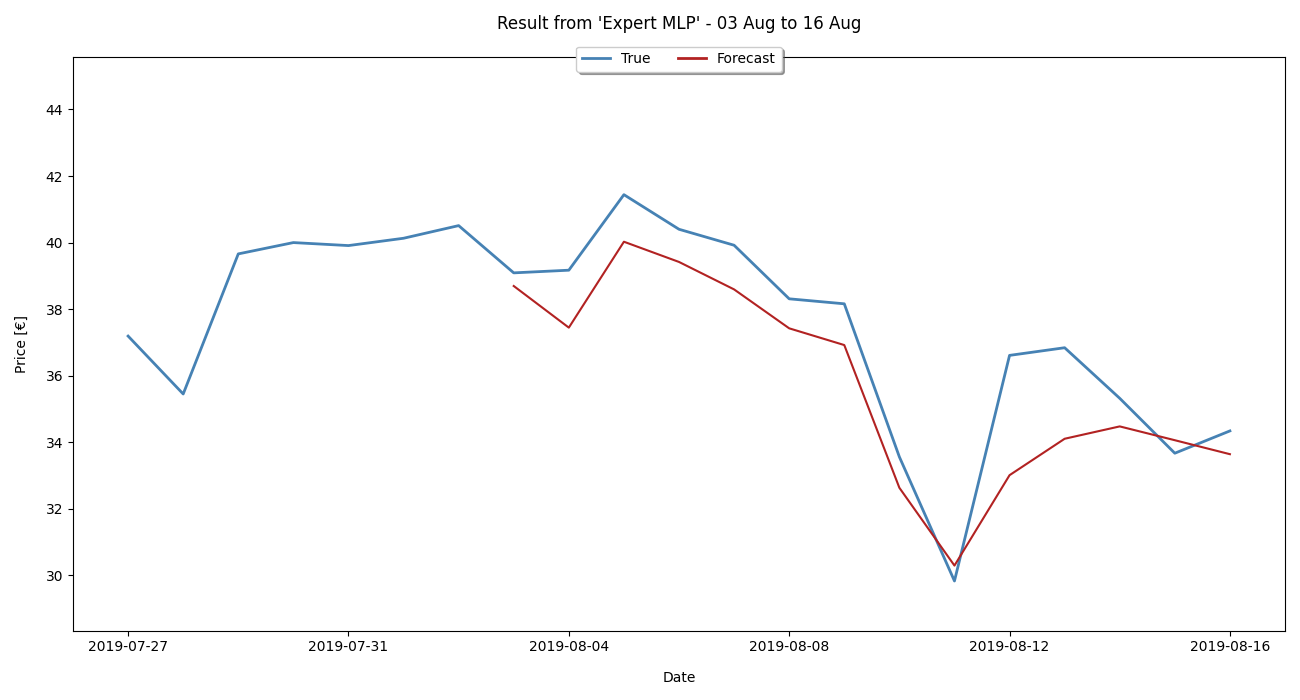 Result from 'Expert MLP' - 03 Aug to 16 Aug
True Forecast
44
42
40
38
36
34
32
30
Price [€]
2019-07-27 2019-07-31 2019-08-04 2019-08-08 2019-08-12 2019-08-16
Date